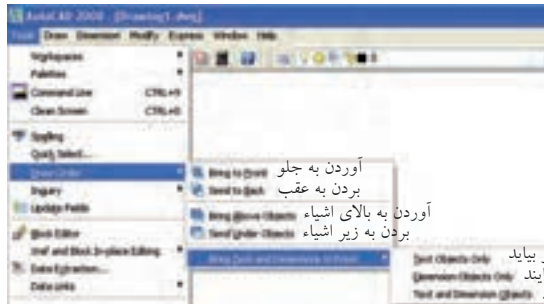 AutoCAD 2008 - [Drawing1.dwg]
Tools Draw Dimension Modify Express Window Help
Workspaces
Palettes
Command Line CTRL+9
Clean Screen CTRL+0
Spelling
Quick Select...
Draw Order
Inquiry
Update Fields
Block Editor
Xref and Block In-place Editing
Data Extraction...
Data Links
Bring to Front آوردن به جلو
Send to Back بردن به عقب
Bring Above Objects آوردن به بالای اشیاء
Send Under Objects بردن به زیر اشیاء
Bring Text and Dimensions to Front
Text Objects Only بیاید
Dimension Objects Only
Text and Dimension Objects